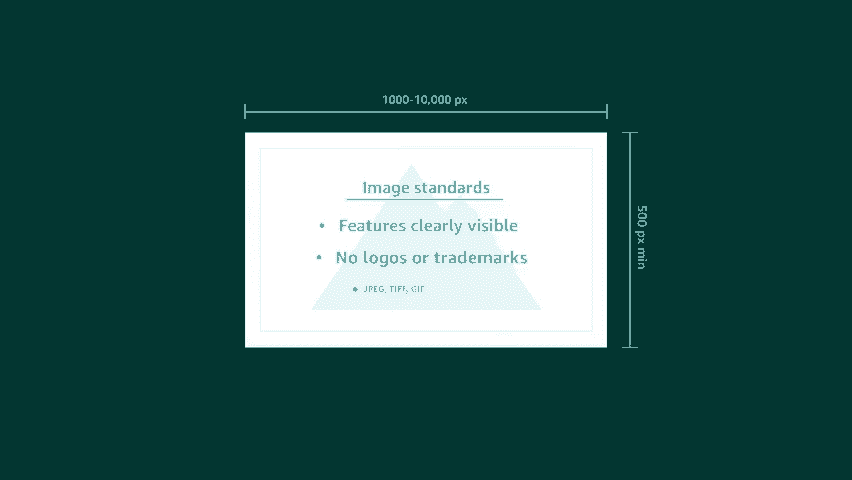 1000-10,000 px
Image standards
• Features clearly visible
• No logos or trademarks
• JPEG, TIFF, GIF
500 px min